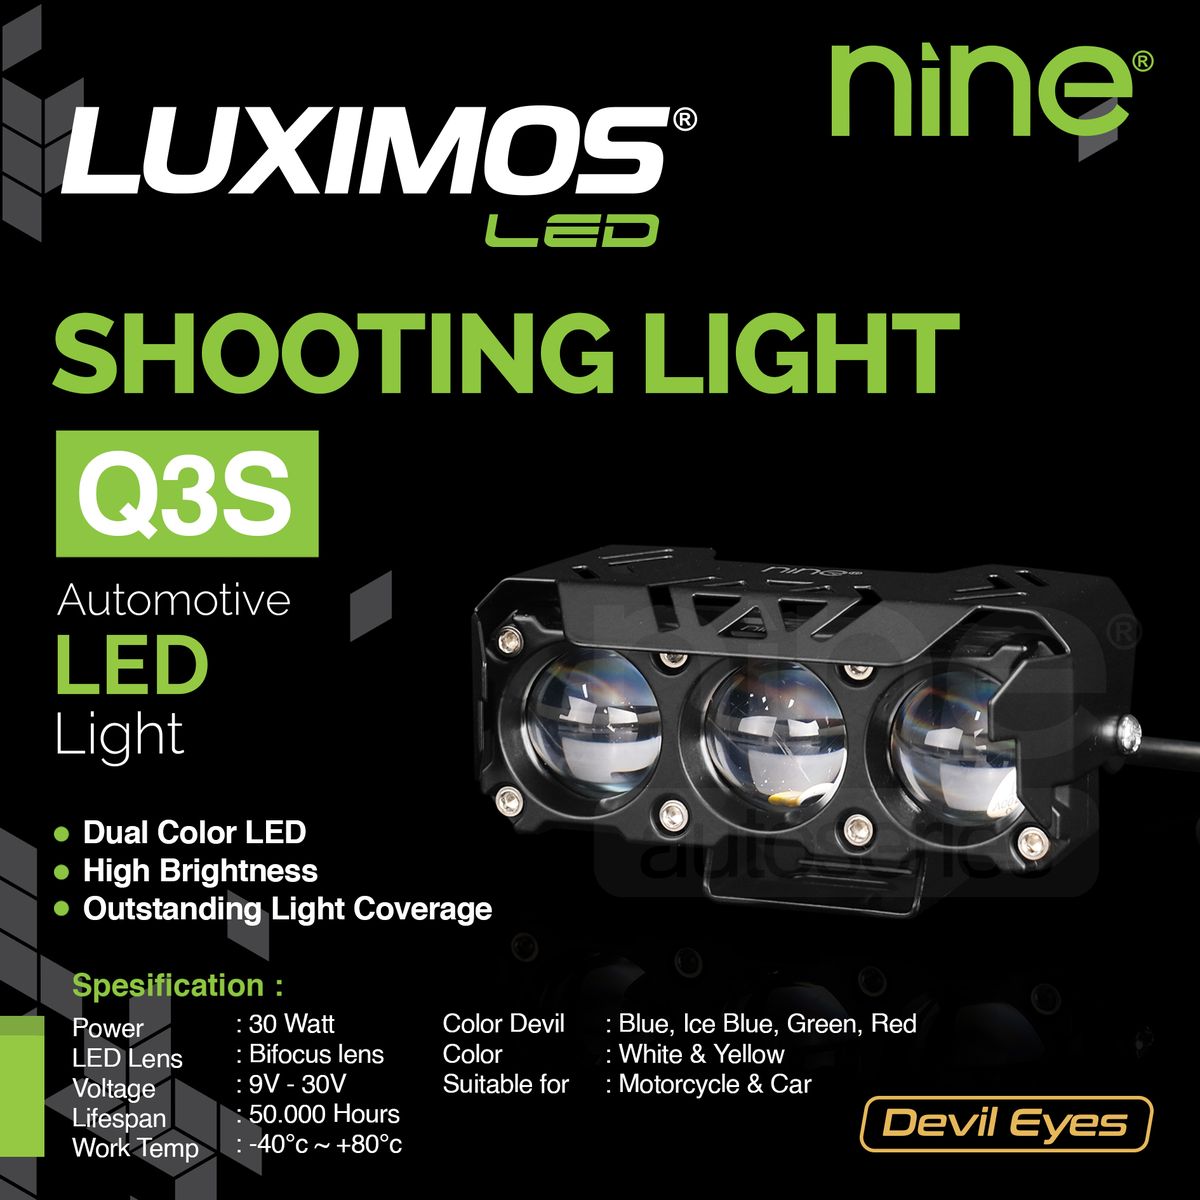 nine®
LUXIMOS®
LED
SHOOTING LIGHT
Q3S
Automotive
LED
Light
nine®
nine®
autoseries
Dual Color LED
High Brightness
Outstanding Light Coverage
Spesification :
Power : 30 Watt
LED Lens : Bifocus lens
Voltage : 9V - 30V
Lifespan : 50.000 Hours
Work Temp : -40°c ~ +80°c
Color Devil : Blue, Ice Blue, Green, Red
Color : White & Yellow
Suitable for : Motorcycle & Car
Devil Eyes